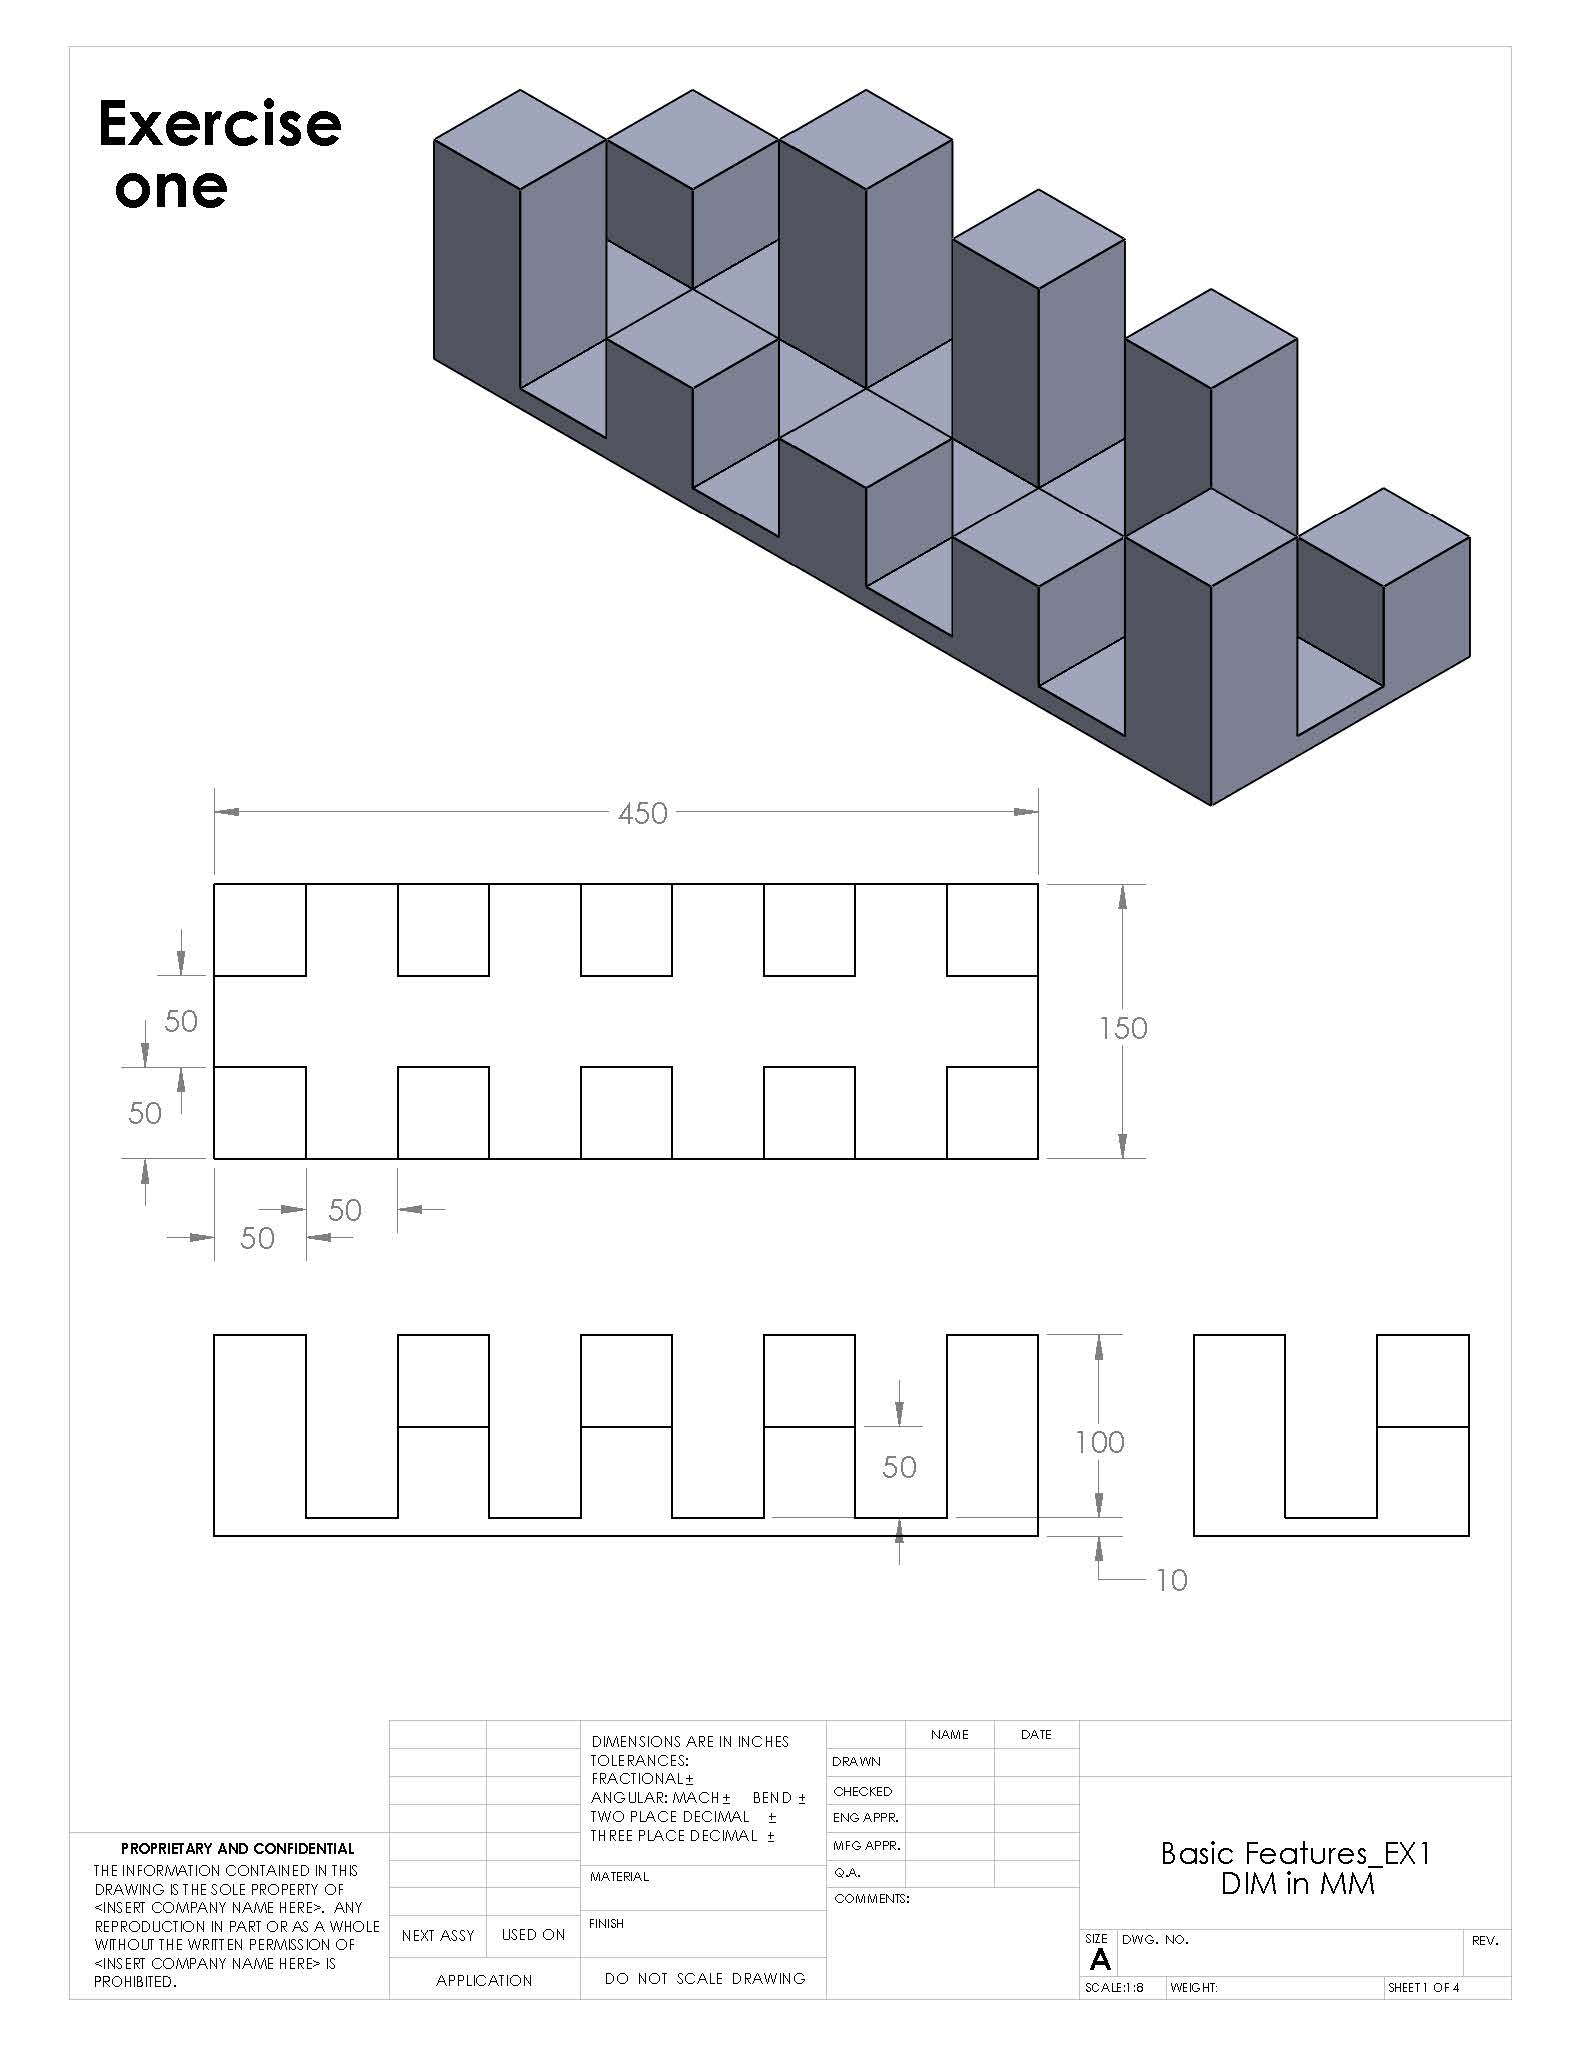 Exercise
one
450
50
150
50
50
50
100
50
10
DIMENSIONS ARE IN INCHES
TOLERANCES:
FRACTIONAL±
ANGULAR: MACH± BEND ±
TWO PLACE DECIMAL ±
THREE PLACE DECIMAL ±
MATERIAL
FINISH
DO NOT SCALE DRAWING
NEXT ASSY USED ON
APPLICATION
PROPRIETARY AND CONFIDENTIAL
THE INFORMATION CONTAINED IN THIS
DRAWING IS THE SOLE PROPERTY OF
<INSERT COMPANY NAME HERE>. ANY
REPRODUCTION IN PART OR AS A WHOLE
WITHOUT THE WRITTEN PERMISSION OF
<INSERT COMPANY NAME HERE> IS
PROHIBITED.
NAME DATE
DRAWN
CHECKED
ENG APPR.
MFG APPR.
Q.A.
COMMENTS:
Basic Features_EX1
DIM in MM
SIZE DWG. NO. REV.
A
SCALE:1:8 WEIGHT: SHEET 1 OF 4